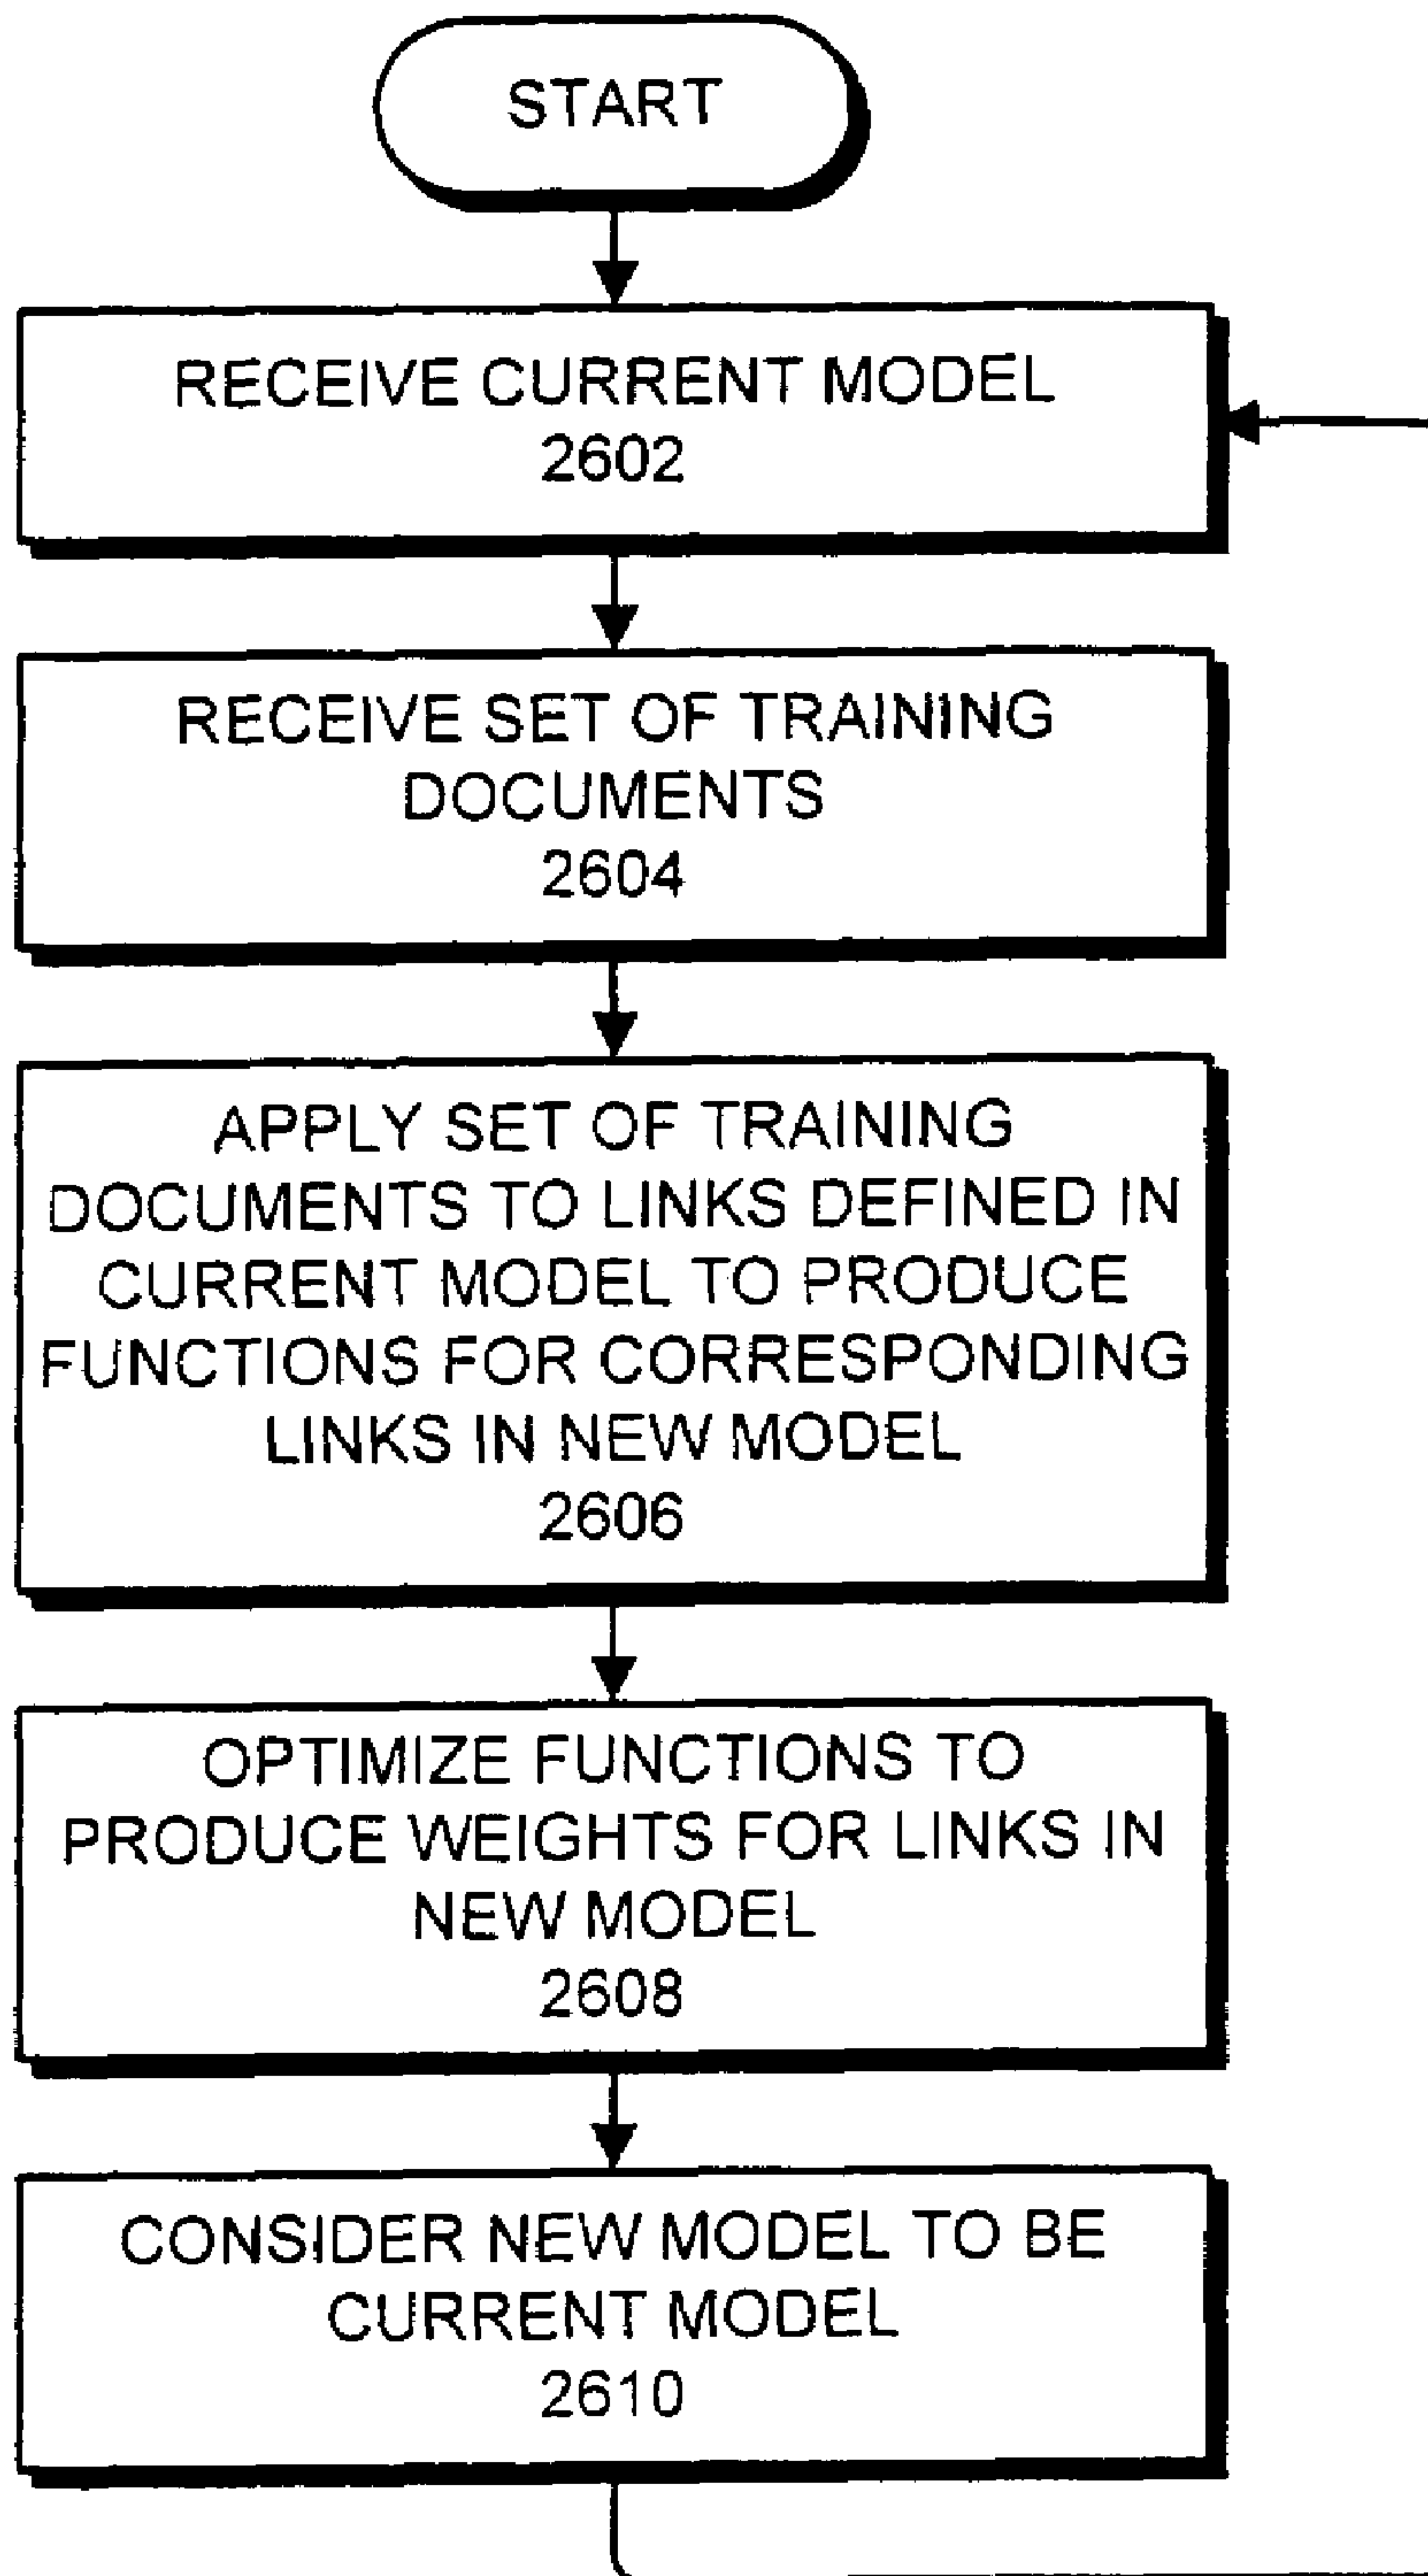 START
RECEIVE CURRENT MODEL
2602
RECEIVE SET OF TRAINING
DOCUMENTS
2604
APPLY SET OF TRAINING
DOCUMENTS TO LINKS DEFINED IN
CURRENT MODEL TO PRODUCE
FUNCTIONS FOR CORRESPONDING
LINKS IN NEW MODEL
2606
OPTIMIZE FUNCTIONS TO
PRODUCE WEIGHTS FOR LINKS IN
NEW MODEL
2608
CONSIDER NEW MODEL TO BE
CURRENT MODEL
2610